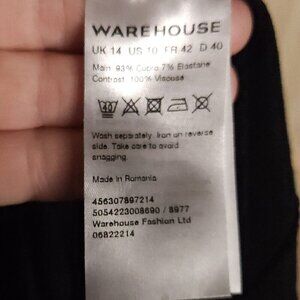 WAREHOUSE
UK 14 US 10 FR 42 D 40
Main: 93% Cupro 7% Elastane
Contrast: 100% Viscose
40
Wash separately. Iron on reverse
side. Take care to avoid
snagging.
Made in Romania
456307897214
5054223008690 / 8977
Warehouse Fashion Ltd
06822214